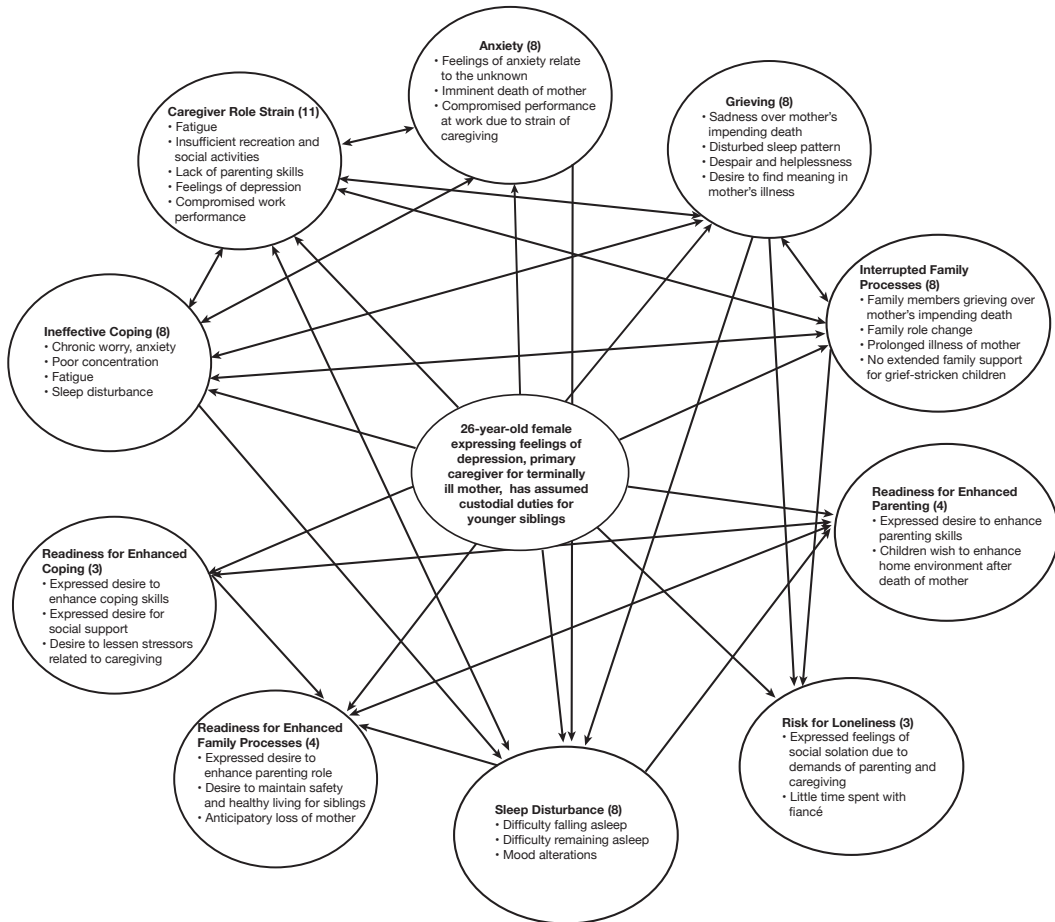 Anxiety (8)
• Feelings of anxiety relate
to the unknown
• Imminent death of mother
• Compromised performance
at work due to strain of
caregiving
Grieving (8)
• Sadness over mother's
impending death
• Disturbed sleep pattern
• Despair and helplessness
• Desire to find meaning in
mother's illness
Caregiver Role Strain (11)
• Fatigue
• Insufficient recreation and
social activities
• Lack of parenting skills
• Feelings of depression
• Compromised work
performance
Interrupted Family
Processes (8)
• Family members grieving over
mother's impending death
• Family role change
• Prolonged illness of mother
• No extended family support
for grief-stricken children
Ineffective Coping (8)
• Chronic worry, anxiety
• Poor concentration
• Fatigue
• Sleep disturbance
26-year-old female
expressing feelings of
depression, primary
caregiver for terminally
ill mother, has assumed
custodial duties for
younger siblings
Readiness for Enhanced
Parenting (4)
• Expressed desire to enhance
parenting skills
• Children wish to enhance
home environment after
death of mother
Readiness for Enhanced
Coping (3)
• Expressed desire to
enhance coping skills
• Expressed desire for
social support
• Desire to lessen stressors
related to caregiving
Readiness for Enhanced
Family Processes (4)
• Expressed desire to
enhance parenting role
• Desire to maintain safety
and healthy living for siblings
• Anticipatory loss of mother
Sleep Disturbance (8)
• Difficulty falling asleep
• Difficulty remaining asleep
• Mood alterations
Risk for Loneliness (3)
• Expressed feelings of
social solation due to
demands of parenting and
caregiving
• Little time spent with
fiancé